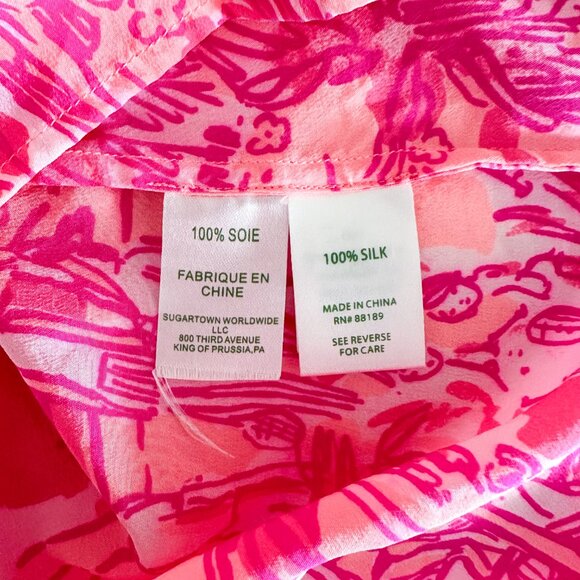 100% SOIE
FABRIQUE EN
CHINE
SUGARTOWN WORLDWIDE
LLC
800 THIRD AVENUE
KING OF PRUSSIA,PA
100% SILK
MADE IN CHINA
RN# 88189
SEE REVERSE
FOR CARE